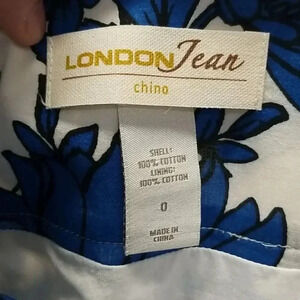 LONDON Jean
chino
SHELL:
100% COTTON
LINING:
100% COTTON
0
MADE IN
CHINA